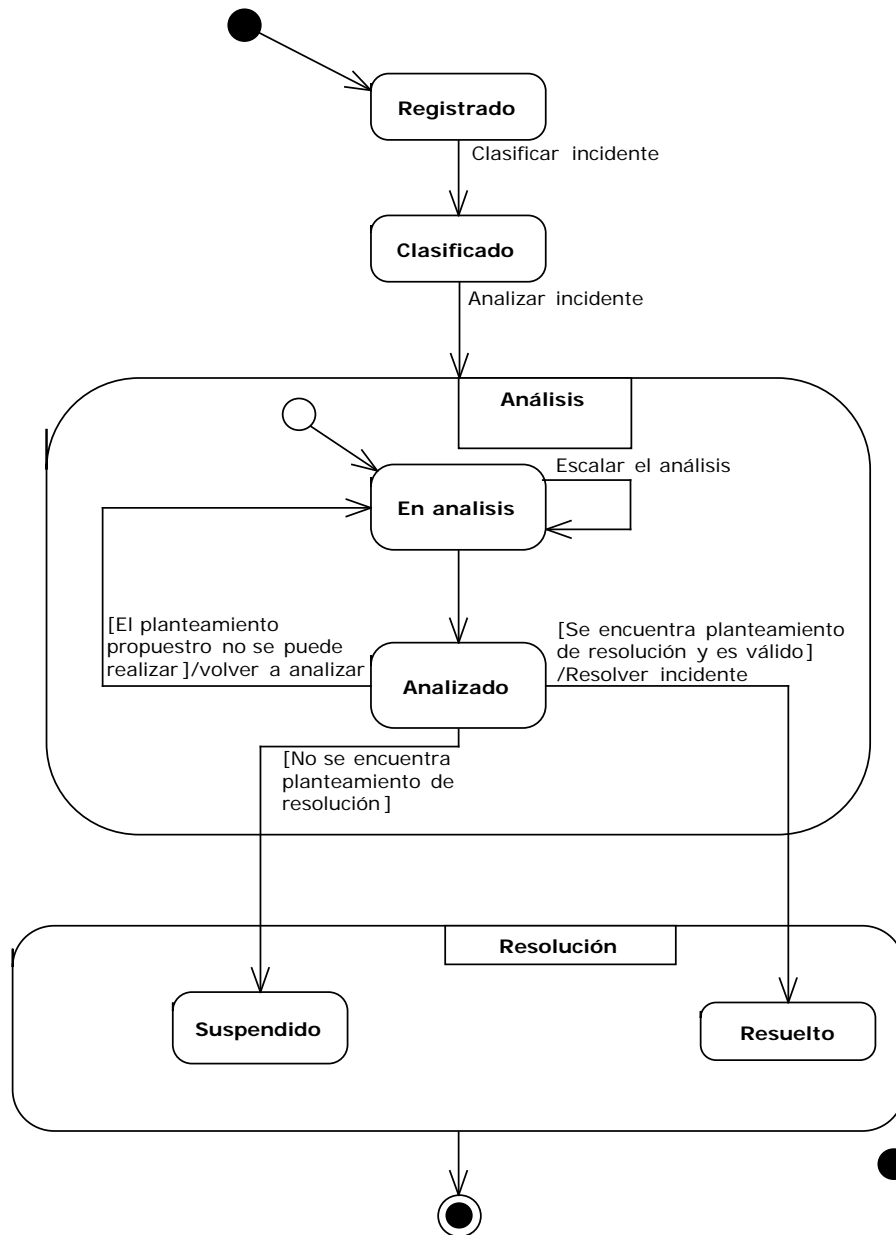 Registrado
Clasificar incidente
Clasificado
Analizar incidente
Análisis
Escalar el análisis
En analisis
[El planteamiento
propuestro no se puede
realizar]/volver a analizar
[Se encuentra planteamiento
de resolución y es válido]
/Resolver incidente
Analizado
[No se encuentra
planteamiento de
resolución]
Resolución
Suspendido
Resuelto